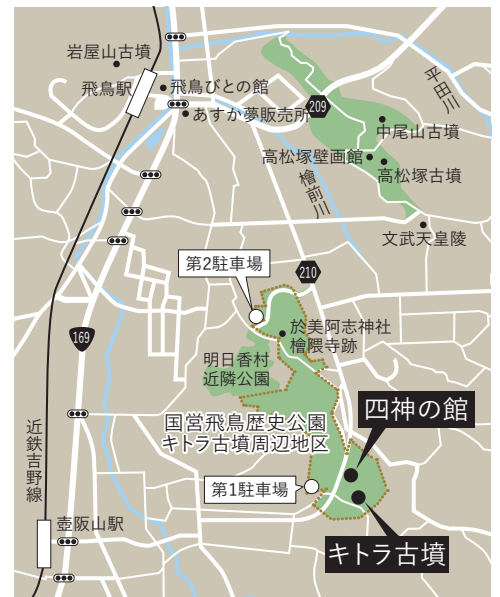 岩屋山古墳
飛鳥駅
飛鳥びとの館
あすか夢販売所
209
平田川
中尾山古墳
高松塚壁画館
高松塚古墳
檜前川
文武天皇陵
第2駐車場
210
於美阿志神社
檜隈寺跡
169
明日香村
近隣公園
国営飛鳥歴史公園
キトラ古墳周辺地区
四神の館
近鉄吉野線
第1駐車場
壺阪山駅
キトラ古墳